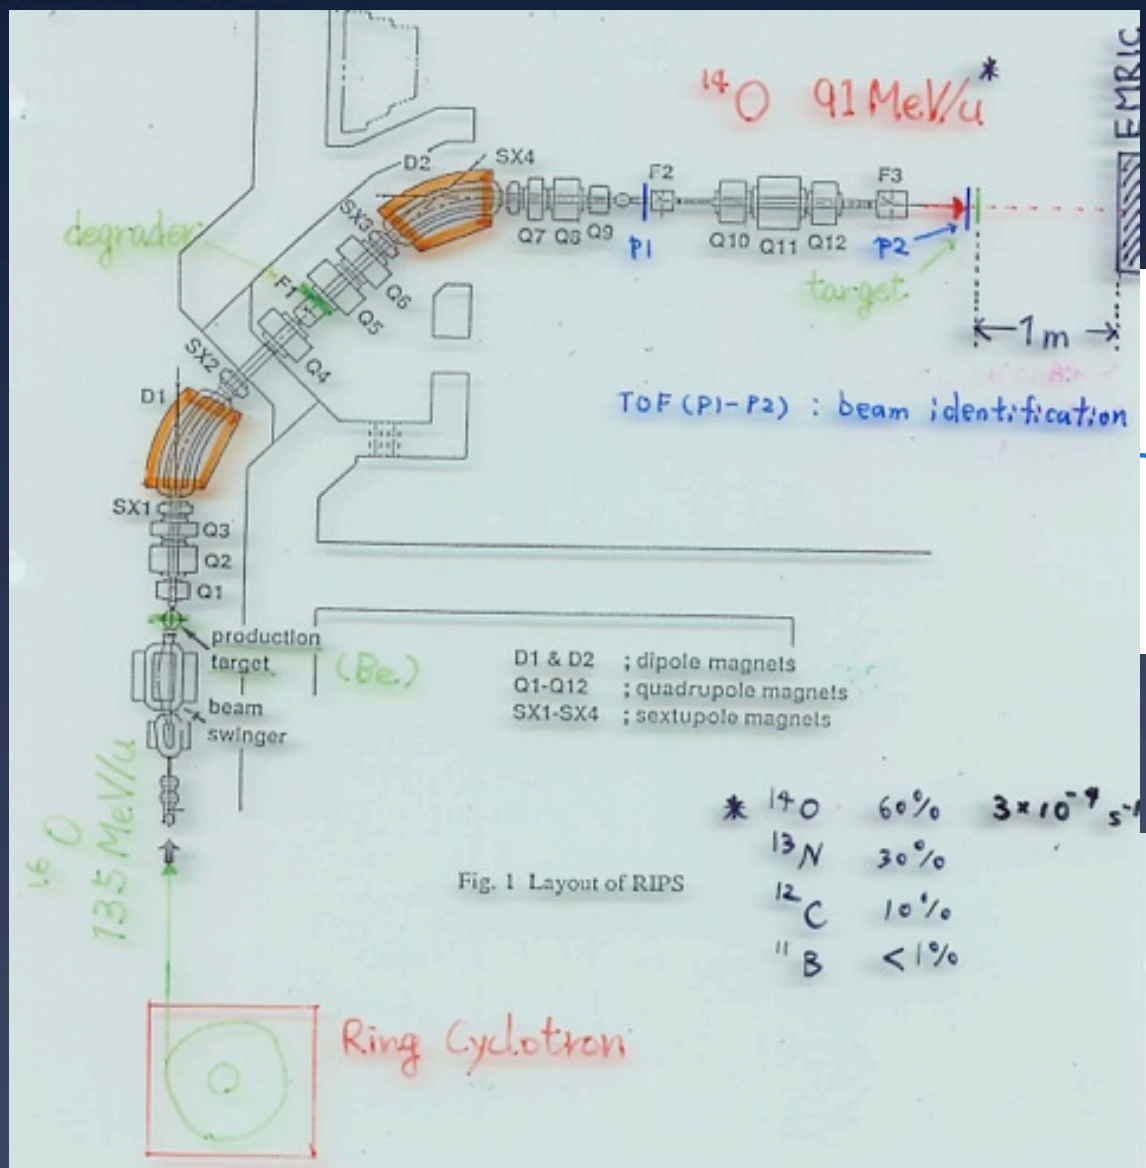 ¹⁴O 91 MeV/u*
EMRIC
D2
SX4
F2
F3
SX3
degrader
Q7 Q8 Q9
P1
Q10 Q11 Q12
P2
target
F1
Q6
Q5
Q4
1m
SX2
D1
TOF (P1-P2) : beam identification
SX1
Q3
Q2
Q1
production
target
(Be)
beam
swinger
D1 & D2 ; dipole magnets
Q1-Q12 ; quadrupole magnets
SX1-SX4 ; sextupole magnets
¹⁶O
135 MeV/u
* ¹⁴O 60% 3×10⁻⁴ s⁻¹
¹³N 30%
¹²C 10%
¹¹B <1%
Fig. 1 Layout of RIPS
Ring Cyclotron